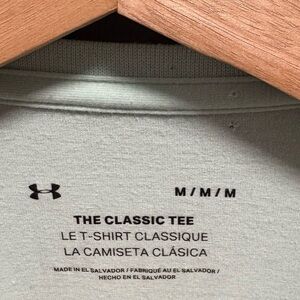 M / M / M
THE CLASSIC TEE
LE T-SHIRT CLASSIQUE
LA CAMISETA CLÁSICA
MADE IN EL SALVADOR / FABRIQUÉ AU EL SALVADOR /
HECHO EN EL SALVADOR